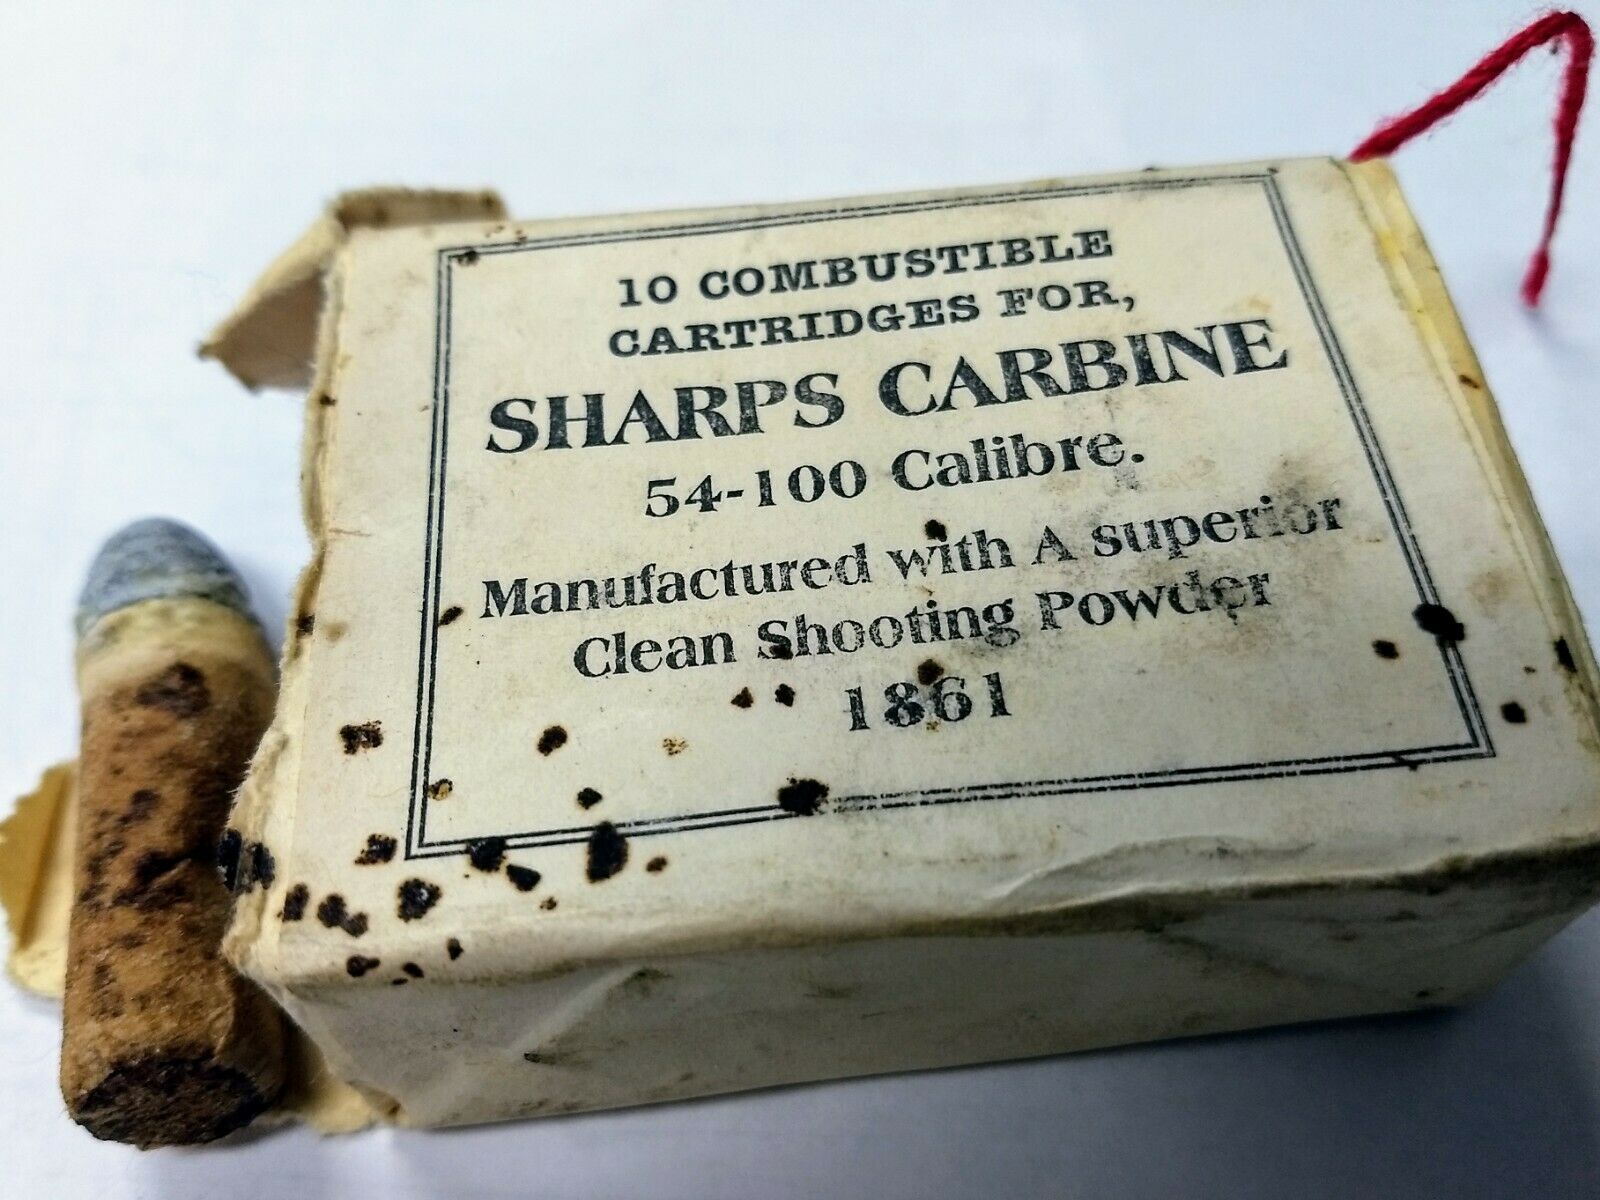 10 COMBUSTIBLE
CARTRIDGES FOR,
SHARPS CARBINE
54-100 Calibre.
Manufactured with A superior
Clean Shooting Powder
1861